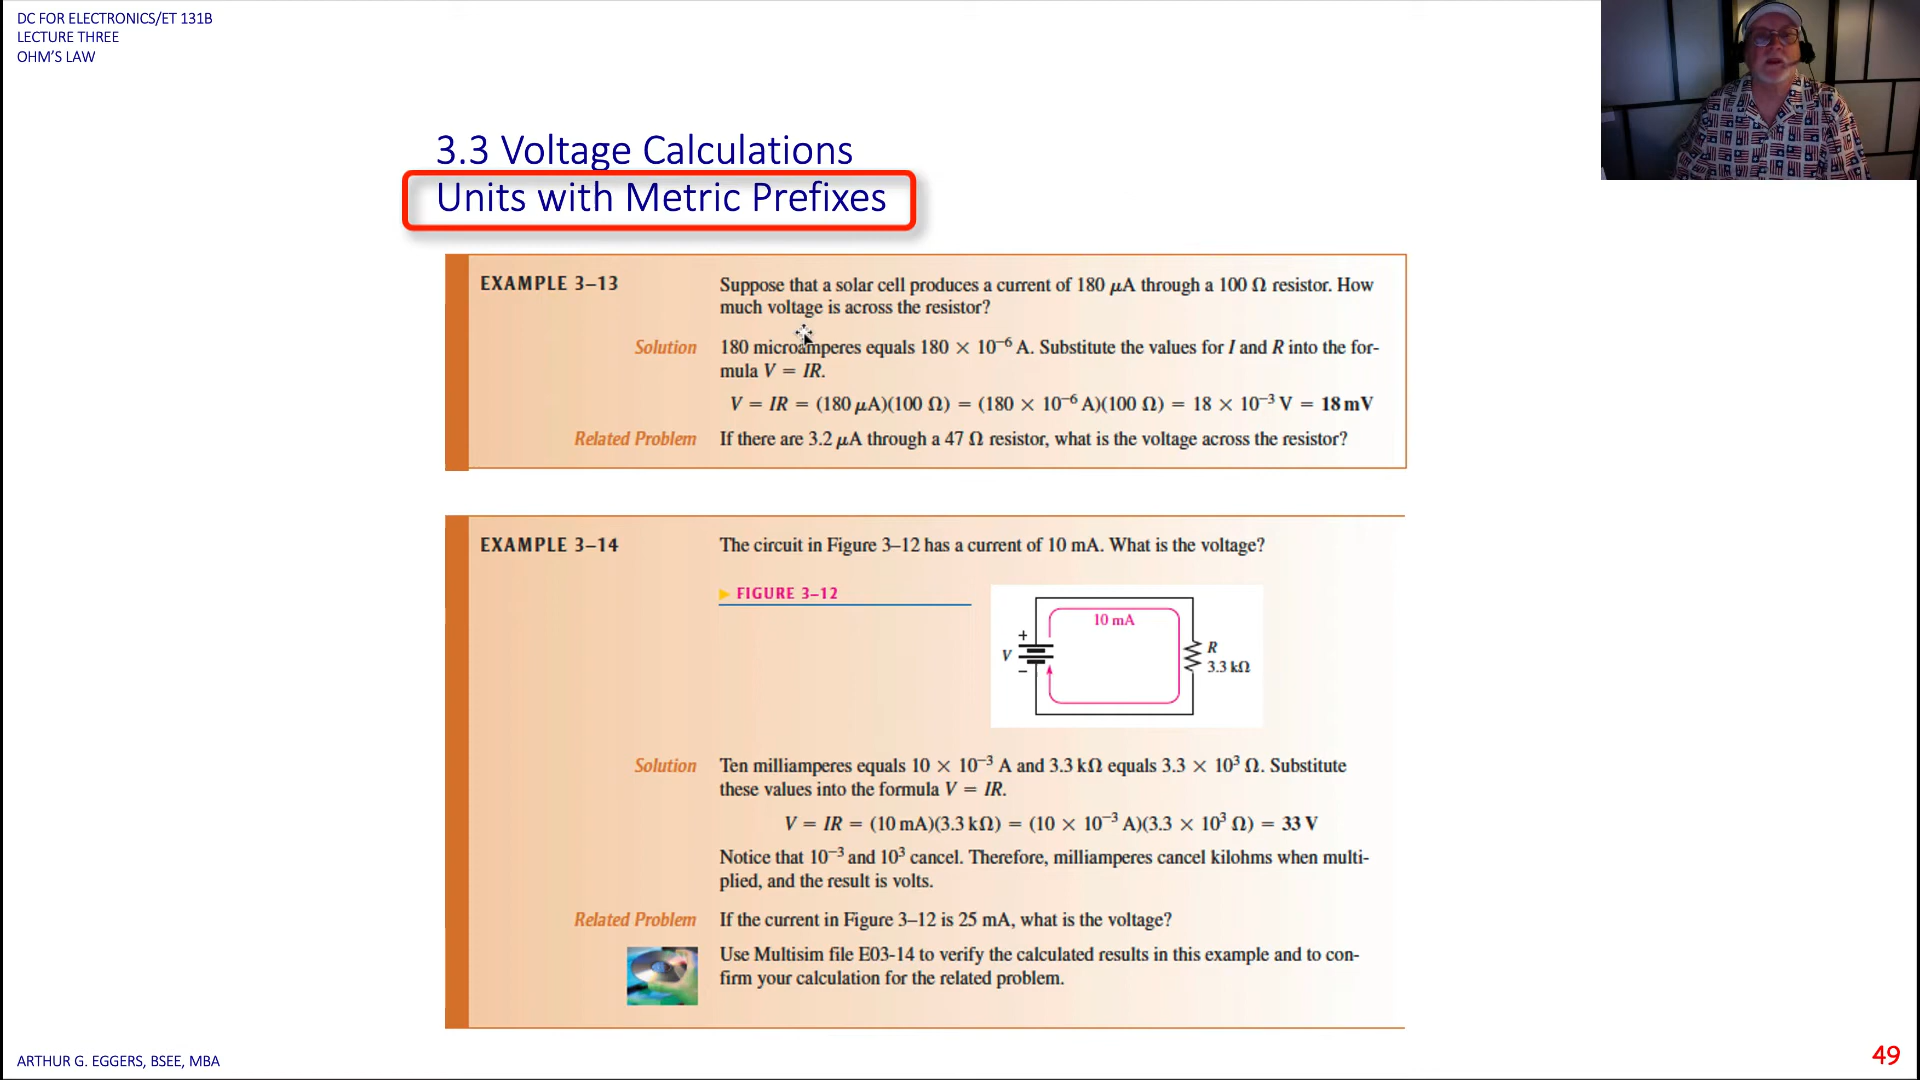 DC FOR ELECTRONICS/ET 131B
LECTURE THREE
OHM'S LAW
3.3 Voltage Calculations
Units with Metric Prefixes
EXAMPLE 3–13
Suppose that a solar cell produces a current of 180 μA through a 100 Ω resistor. How
much voltage is across the resistor?
Solution
180 microamperes equals 180 × 10⁻⁶ A. Substitute the values for I and R into the for-
mula V = IR.
V = IR = (180 μA)(100 Ω) = (180 × 10⁻⁶ A)(100 Ω) = 18 × 10⁻³ V = 18 mV
Related Problem
If there are 3.2 μA through a 47 Ω resistor, what is the voltage across the resistor?
EXAMPLE 3–14
The circuit in Figure 3–12 has a current of 10 mA. What is the voltage?
FIGURE 3–12
10 mA
+
V
–
R
3.3 kΩ
Solution
Ten milliamperes equals 10 × 10⁻³ A and 3.3 kΩ equals 3.3 × 10³ Ω. Substitute
these values into the formula V = IR.
V = IR = (10 mA)(3.3 kΩ) = (10 × 10⁻³ A)(3.3 × 10³ Ω) = 33 V
Notice that 10⁻³ and 10³ cancel. Therefore, milliamperes cancel kilohms when multi-
plied, and the result is volts.
Related Problem
If the current in Figure 3–12 is 25 mA, what is the voltage?
Use Multisim file E03-14 to verify the calculated results in this example and to con-
firm your calculation for the related problem.
ARTHUR G. EGGERS, BSEE, MBA
49